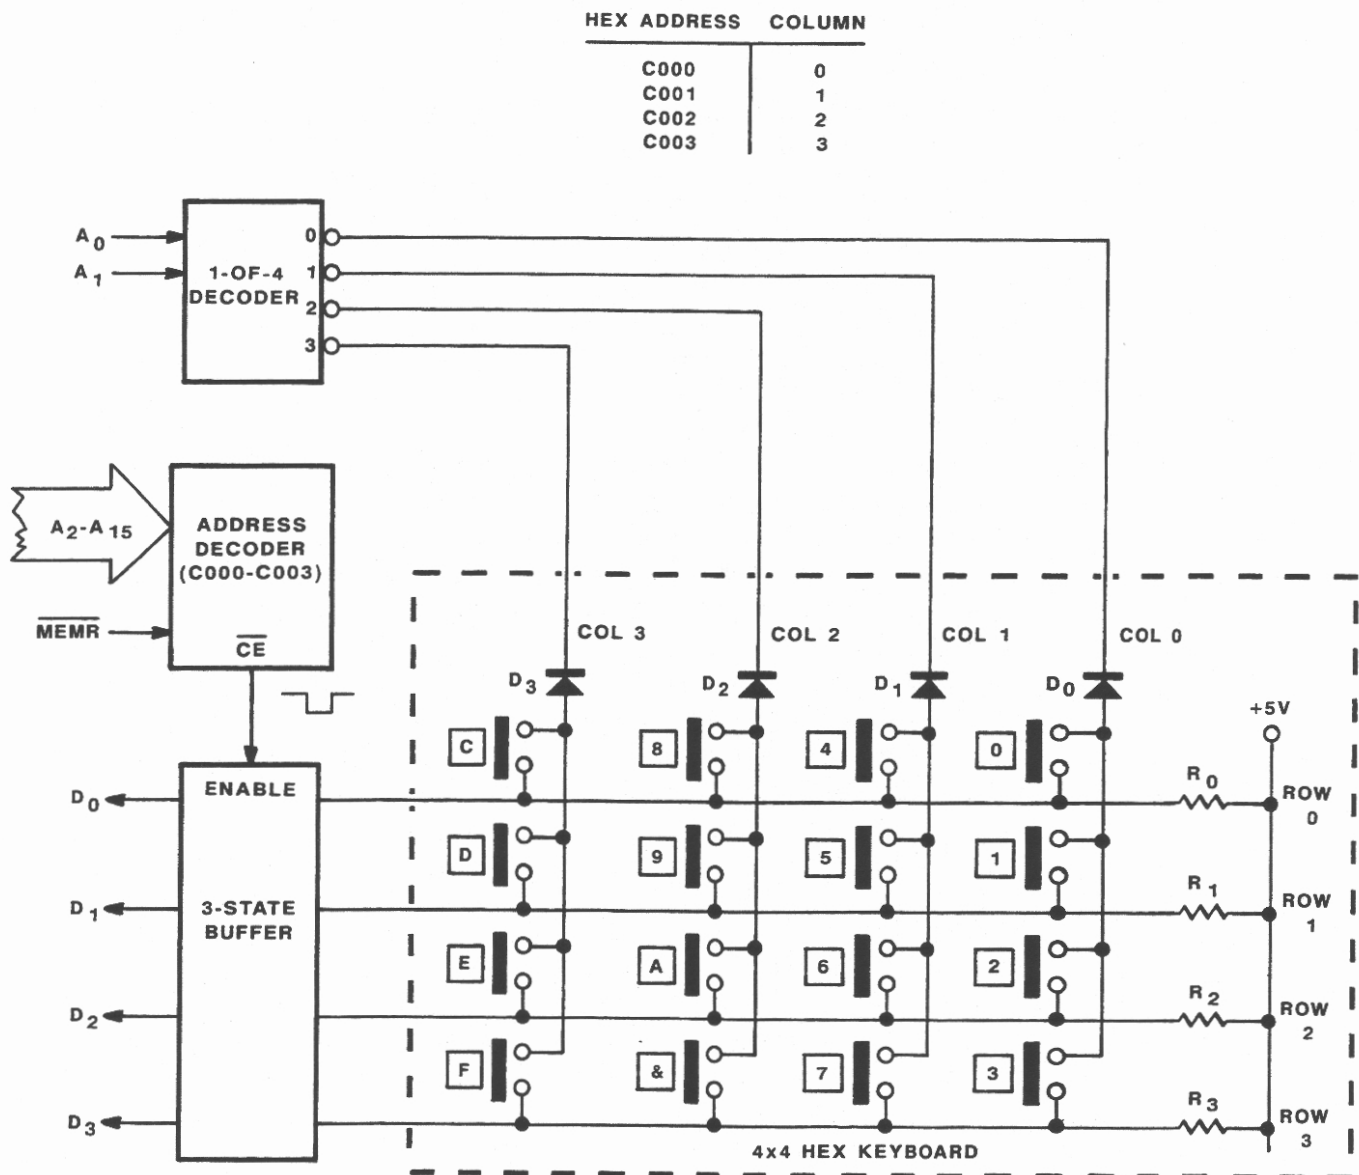 HEX ADDRESS COLUMN
C000 0
C001 1
C002 2
C003 3
A0
A1
1-OF-4
DECODER
0
1
2
3
A2-A15
ADDRESS
DECODER
(C000-C003)
MEMR
CE
COL 3
COL 2
COL 1
COL 0
D3
D2
D1
D0
+5V
C
8
4
0
R0
ROW
0
D0
ENABLE
D
9
5
1
R1
ROW
1
D1
3-STATE
BUFFER
E
A
6
2
R2
ROW
2
D2
F
&
7
3
R3
ROW
3
D3
4x4 HEX KEYBOARD